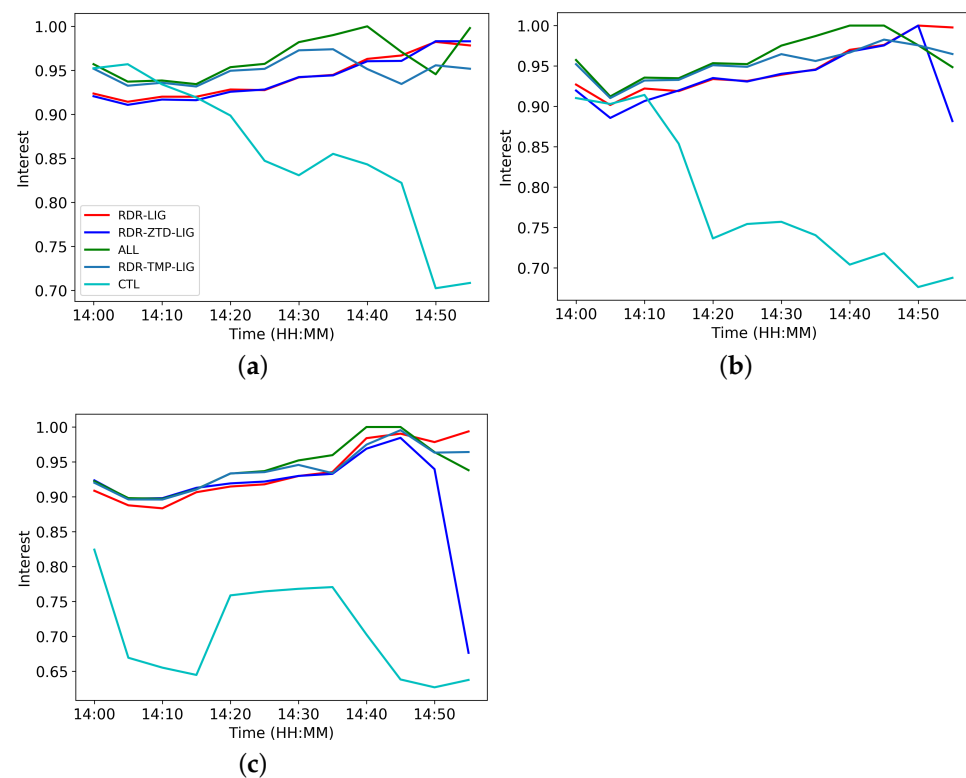 1.00
0.95
0.90
0.85
0.80
0.75
0.70
Interest
RDR-LIG
RDR-ZTD-LIG
ALL
RDR-TMP-LIG
CTL
14:00 14:10 14:20 14:30 14:40 14:50
Time (HH:MM)
(a)
1.00
0.95
0.90
0.85
0.80
0.75
0.70
Interest
14:00 14:10 14:20 14:30 14:40 14:50
Time (HH:MM)
(b)
1.00
0.95
0.90
0.85
0.80
0.75
0.70
0.65
Interest
14:00 14:10 14:20 14:30 14:40 14:50
Time (HH:MM)
(c)